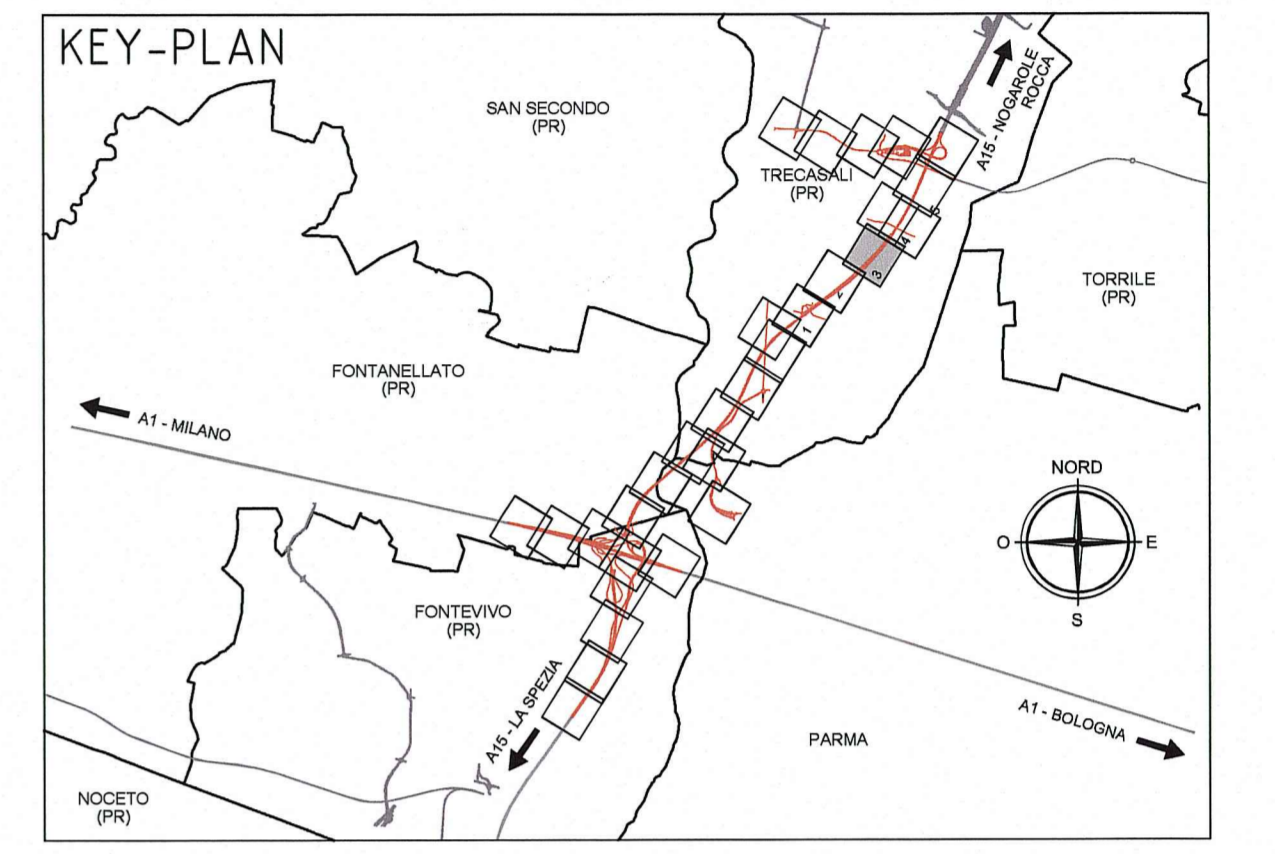 KEY-PLAN
SAN SECONDO
(PR)
A15 - NOGAROLE
ROCCA
TRECASALI
(PR)
5
4
3
2
1
TORRILE
(PR)
FONTANELLATO
(PR)
A1 - MILANO
NORD
O
E
S
FONTEVIVO
(PR)
A15 - LA SPEZIA
A1 - BOLOGNA
PARMA
NOCETO
(PR)